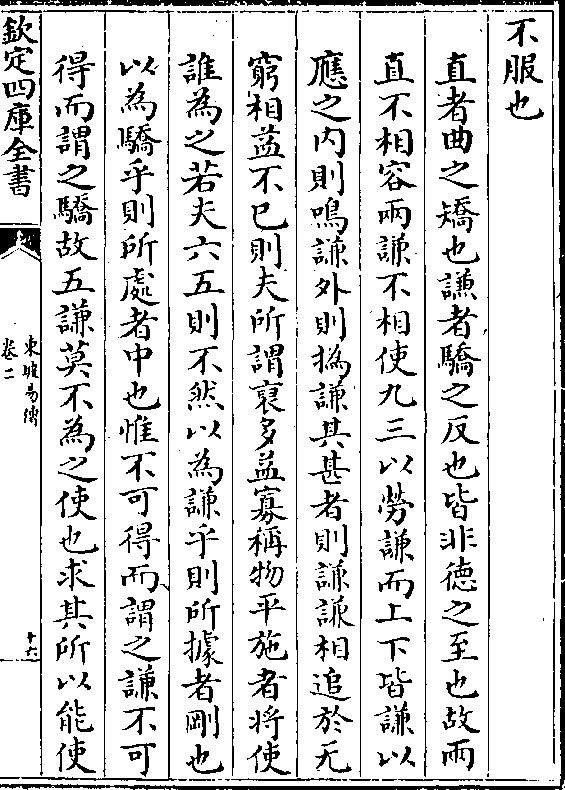 不服也
直者曲之矯也謙者驕之反也皆非德之至也故兩
直不相容兩謙不相使九三以勞謙而上下皆謙以
應之内則鳴謙外則撝謙其甚者則謙謙相追於无
窮相益不已則夫所謂裒多益寡稱物平施者將使
誰為之若夫六五則不然以為謙乎則所據者剛也
以為驕乎則所處者中也惟不可得而謂之謙不可
得而謂之驕故五謙莫不為之使也求其所以能使
欽定四庫全書
東坡易傳
卷二
十六